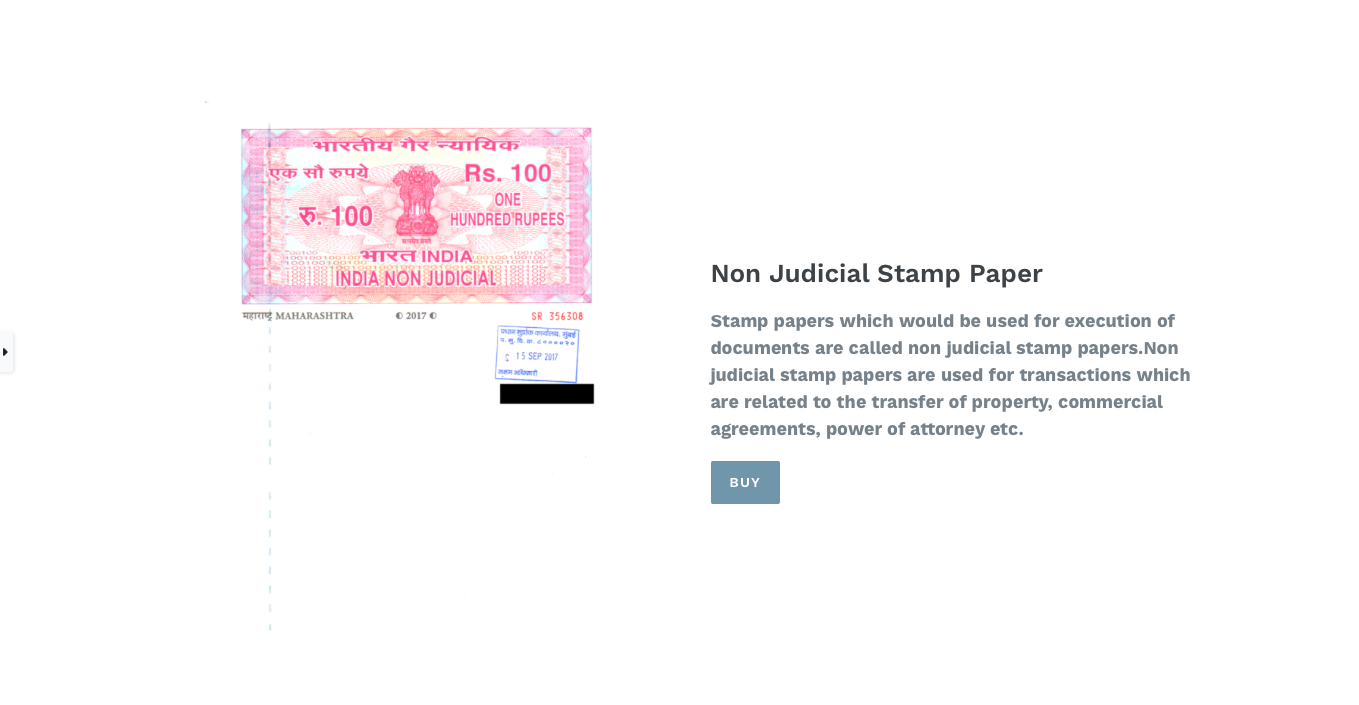 भारतीय गैर न्यायिक
एक सौ रुपये
Rs. 100
रु. 100
ONE
HUNDRED RUPEES
सत्यमेव जयते
भारत INDIA
INDIA NON JUDICIAL
महाराष्ट्र MAHARASHTRA
© 2017 ©
SR 356308
प्रधान मुद्रांक कार्यालय, मुंबई
प. मु. वि. क्र. ८००००२०
15 SEP 2017
सक्षम अधिकारी
Non Judicial Stamp Paper
Stamp papers which would be used for execution of
documents are called non judicial stamp papers.Non
judicial stamp papers are used for transactions which
are related to the transfer of property, commercial
agreements, power of attorney etc.
BUY